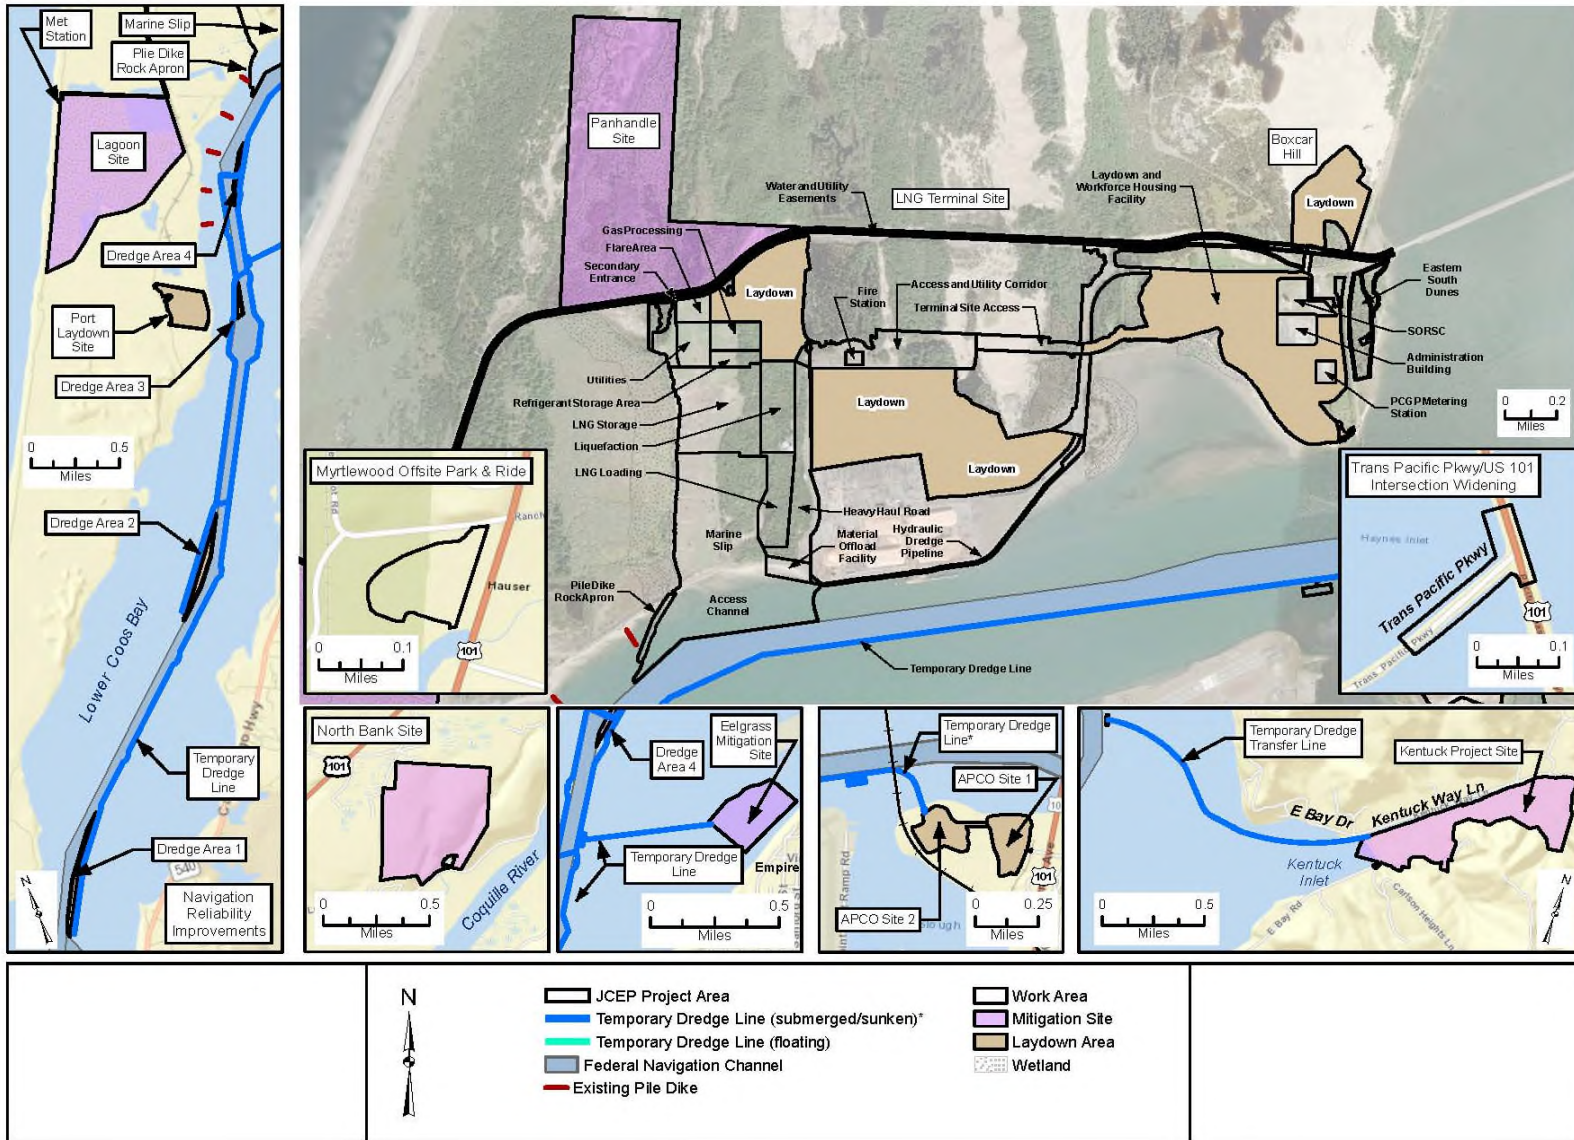 Met
Station
Marine Slip
Plie Dike
Rock Apron
Lagoon
Site
Dredge Area 4
Port
Laydown
Site
Dredge Area 3
0 0.5
Miles
Dredge Area 2
Lower Coos Bay
Temporary
Dredge
Line
Dredge Area 1
540
N
Navigation
Reliability
Improvements
Panhandle
Site
Boxcar
Hill
Water and Utility
Easements
LNG Terminal Site
Laydown and
Workforce Housing
Facility
Laydown
Gas Processing
Flare Area
Secondary
Entrance
Laydown
Fire
Station
Access and Utility Corridor
Terminal Site Access
Eastern
South
Dunes
SORSC
Administration
Building
PCGP Metering
Station
Utilities
Refrigerant Storage Area
LNG Storage
Liquefaction
LNG Loading
Laydown
Laydown
0 0.2
Miles
Heavy Haul Road
Marine
Slip
Material
Offload
Facility
Hydraulic
Dredge
Pipeline
Pile Dike
Rock Apron
Access
Channel
Temporary Dredge Line
Myrtlewood Offsite Park & Ride
Hauser
0 0.1
Miles
101
Trans Pacific Pkwy/US 101
Intersection Widening
Haynes Inlet
Trans Pacific Pkwy
101
Trans Pacific Pkwy
0 0.1
Miles
North Bank Site
101
Coquille River
0 0.5
Miles
Eelgrass
Mitigation
Site
Dredge
Area 4
Temporary Dredge
Line
Empire
0 0.5
Miles
Temporary Dredge
Line*
APCO Site 1
101
APCO Site 2
0 0.25
Miles
Temporary Dredge
Transfer Line
Kentuck Project Site
E Bay Dr
Kentuck Way Ln
Kentuck
Inlet
E Bay Rd
Carlson Heights Ln
0 0.5
Miles
N
N
JCEP Project Area
Temporary Dredge Line (submerged/sunken)*
Temporary Dredge Line (floating)
Federal Navigation Channel
Existing Pile Dike
Work Area
Mitigation Site
Laydown Area
Wetland